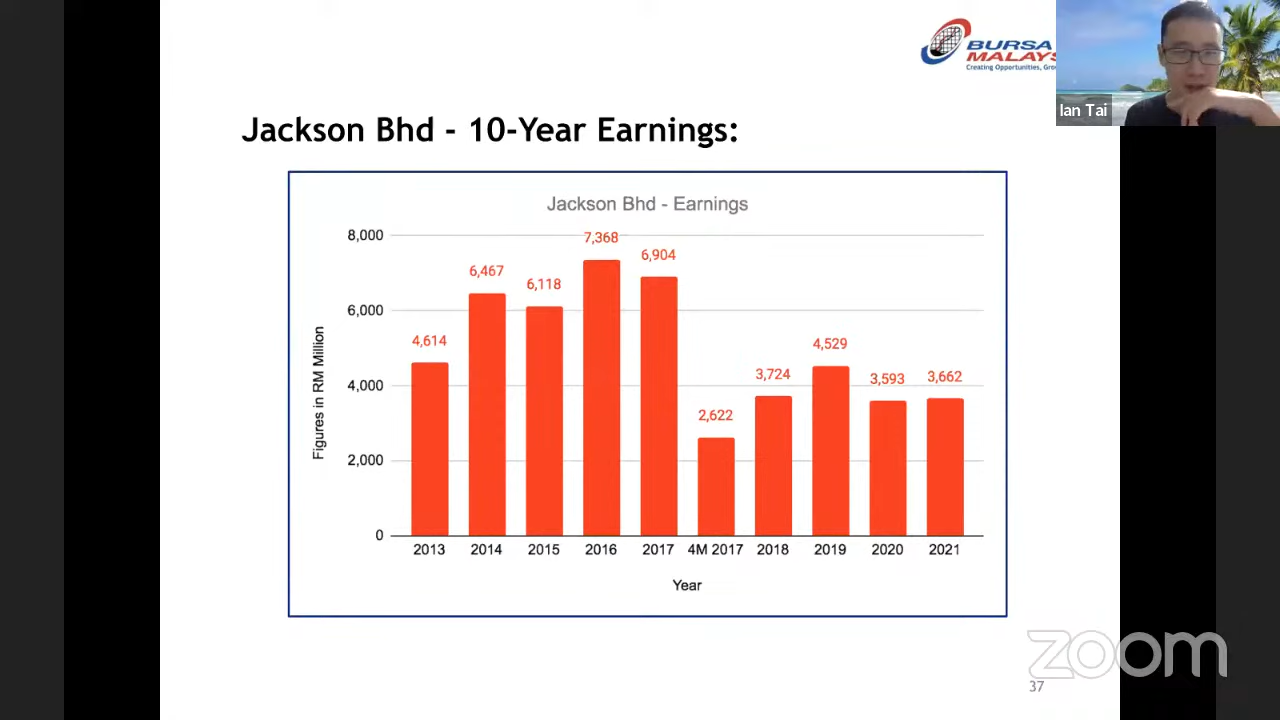 BURSA
MALAYS
Creating Opportunities, Gro
Ian Tai
Jackson Bhd - 10-Year Earnings:
Jackson Bhd - Earnings
Figures in RM Million
8,000
6,000
4,000
2,000
0
4,614
6,467
6,118
7,368
6,904
2,622
3,724
4,529
3,593
3,662
2013
2014
2015
2016
2017
4M 2017
2018
2019
2020
2021
Year
zoom
37